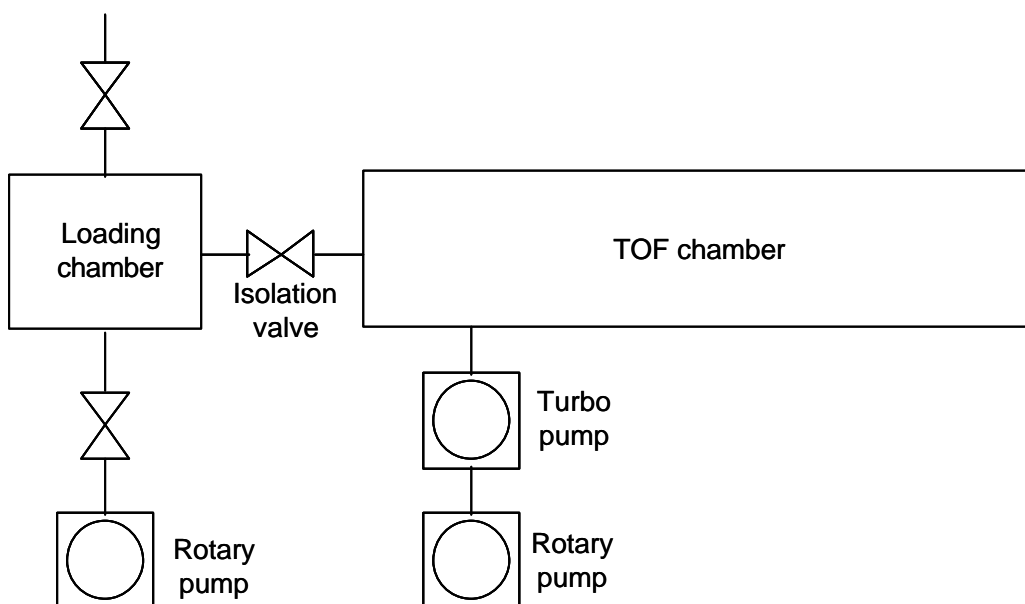 Loading
chamber
Isolation
valve
TOF chamber
Turbo
pump
Rotary
pump
Rotary
pump